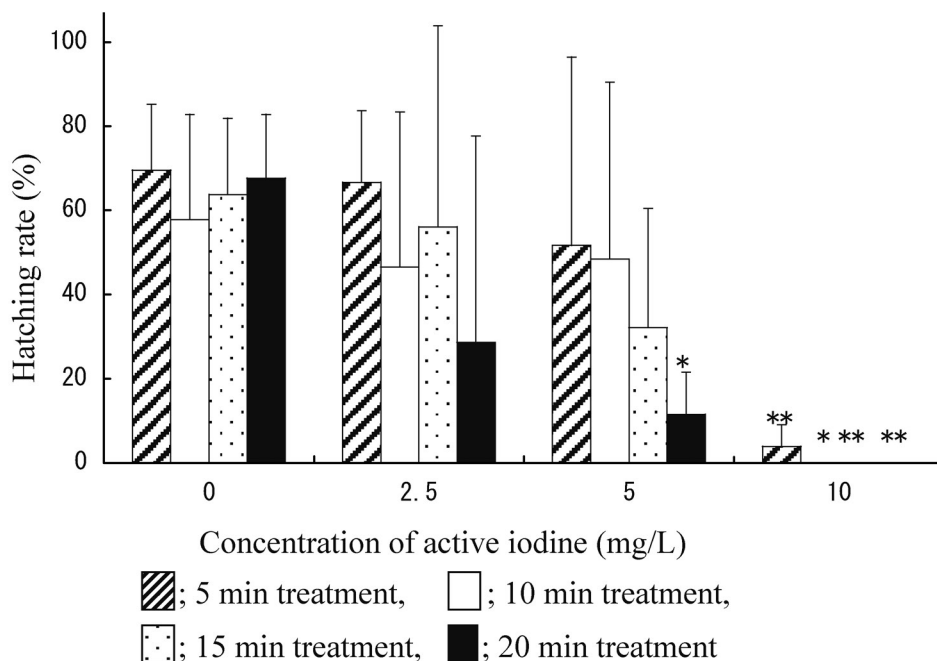 100
80
60
40
20
0
Hatching rate (%)
*
**
* ** **
0 2.5 5 10
Concentration of active iodine (mg/L)
; 5 min treatment, ; 10 min treatment,
; 15 min treatment, ; 20 min treatment